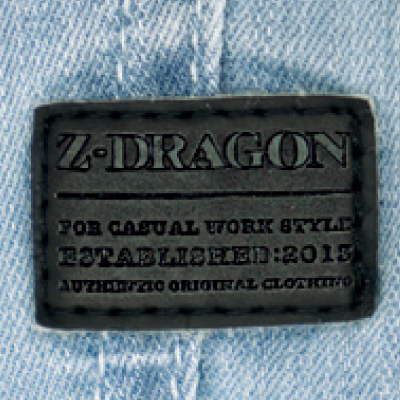 Z-DRAGON
FOR CASUAL WORK STYLE
ESTABLISHED:2013
AUTHENTIC ORIGINAL CLOTHING